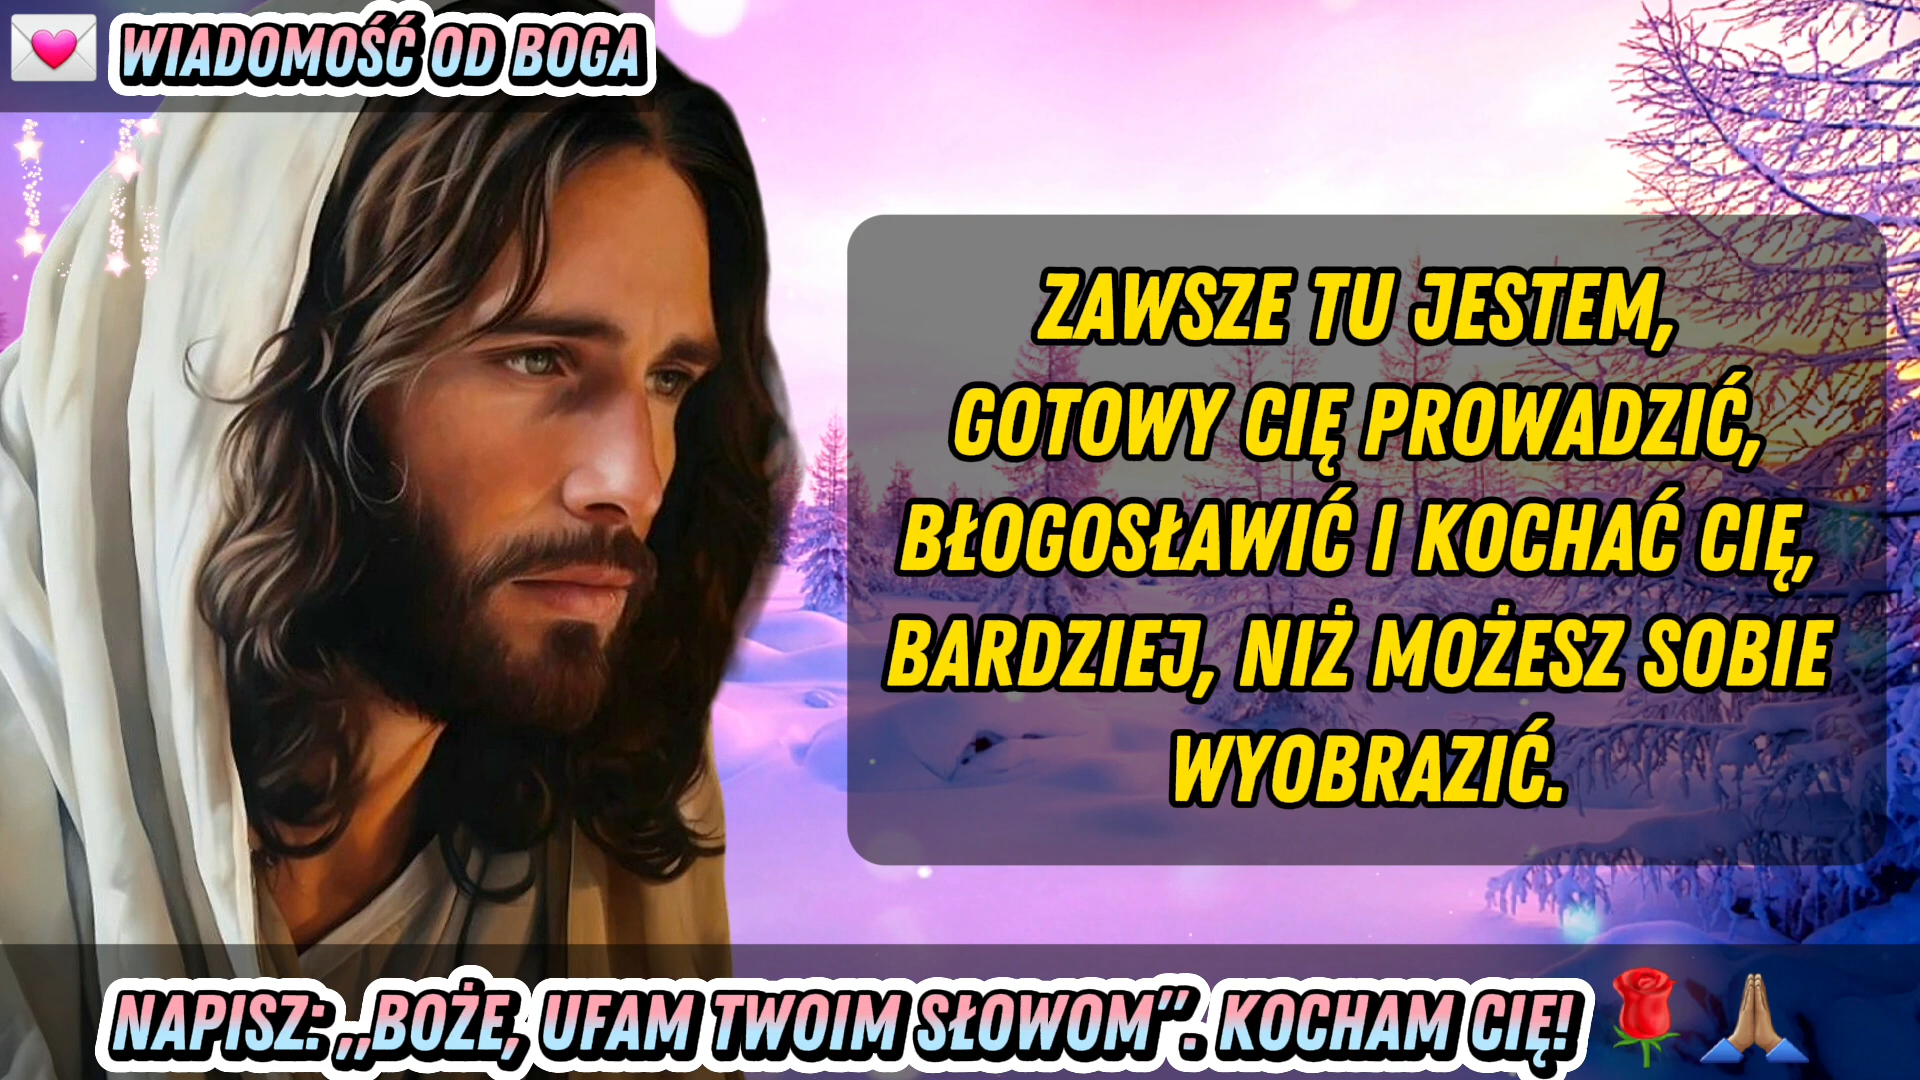 WIADOMOŚĆ OD BOGA
ZAWSZE TU JESTEM,
GOTOWY CIĘ PROWADZIĆ,
BŁOGOSŁAWIĆ I KOCHAĆ CIĘ,
BARDZIEJ, NIŻ MOŻESZ SOBIE
WYOBRAZIĆ.
NAPISZ: ,,BOŻE, UFAM TWOIM SŁOWOM”. KOCHAM CIĘ!